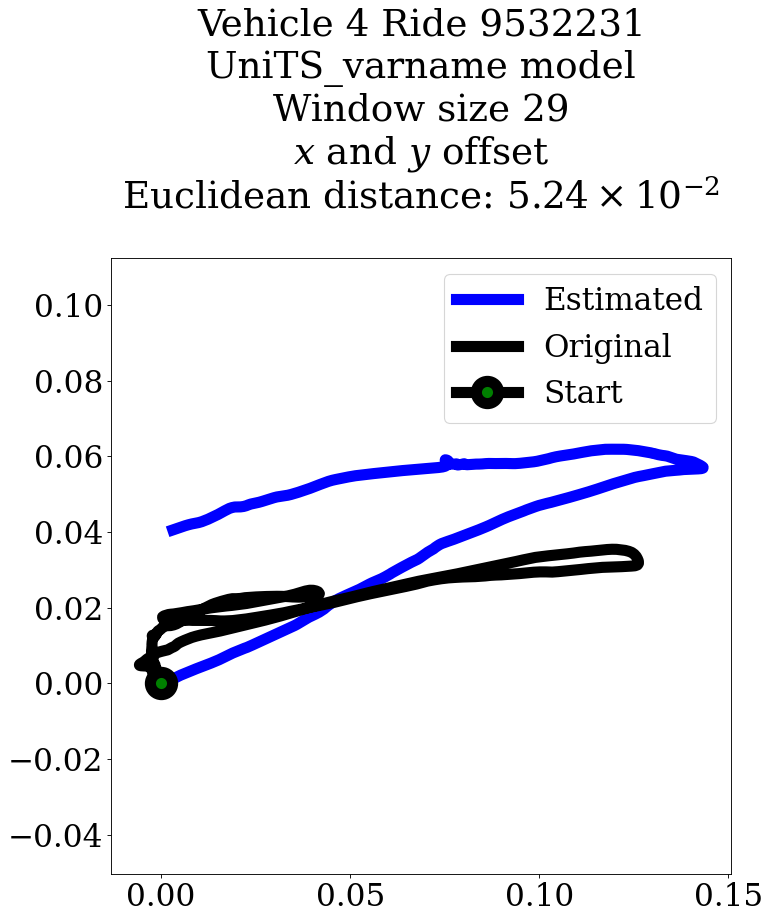 Vehicle 4 Ride 9532231
UniTS_varname model
Window size 29
x and y offset
Euclidean distance: 5.24 × 10⁻²
Estimated
Original
Start
0.10
0.08
0.06
0.04
0.02
0.00
−0.02
−0.04
0.00 0.05 0.10 0.15